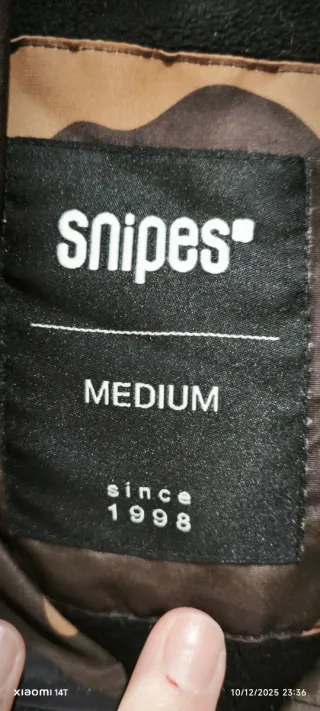 snipes
MEDIUM
since
1998
xiaomi 14T
10/12/2025 23:36